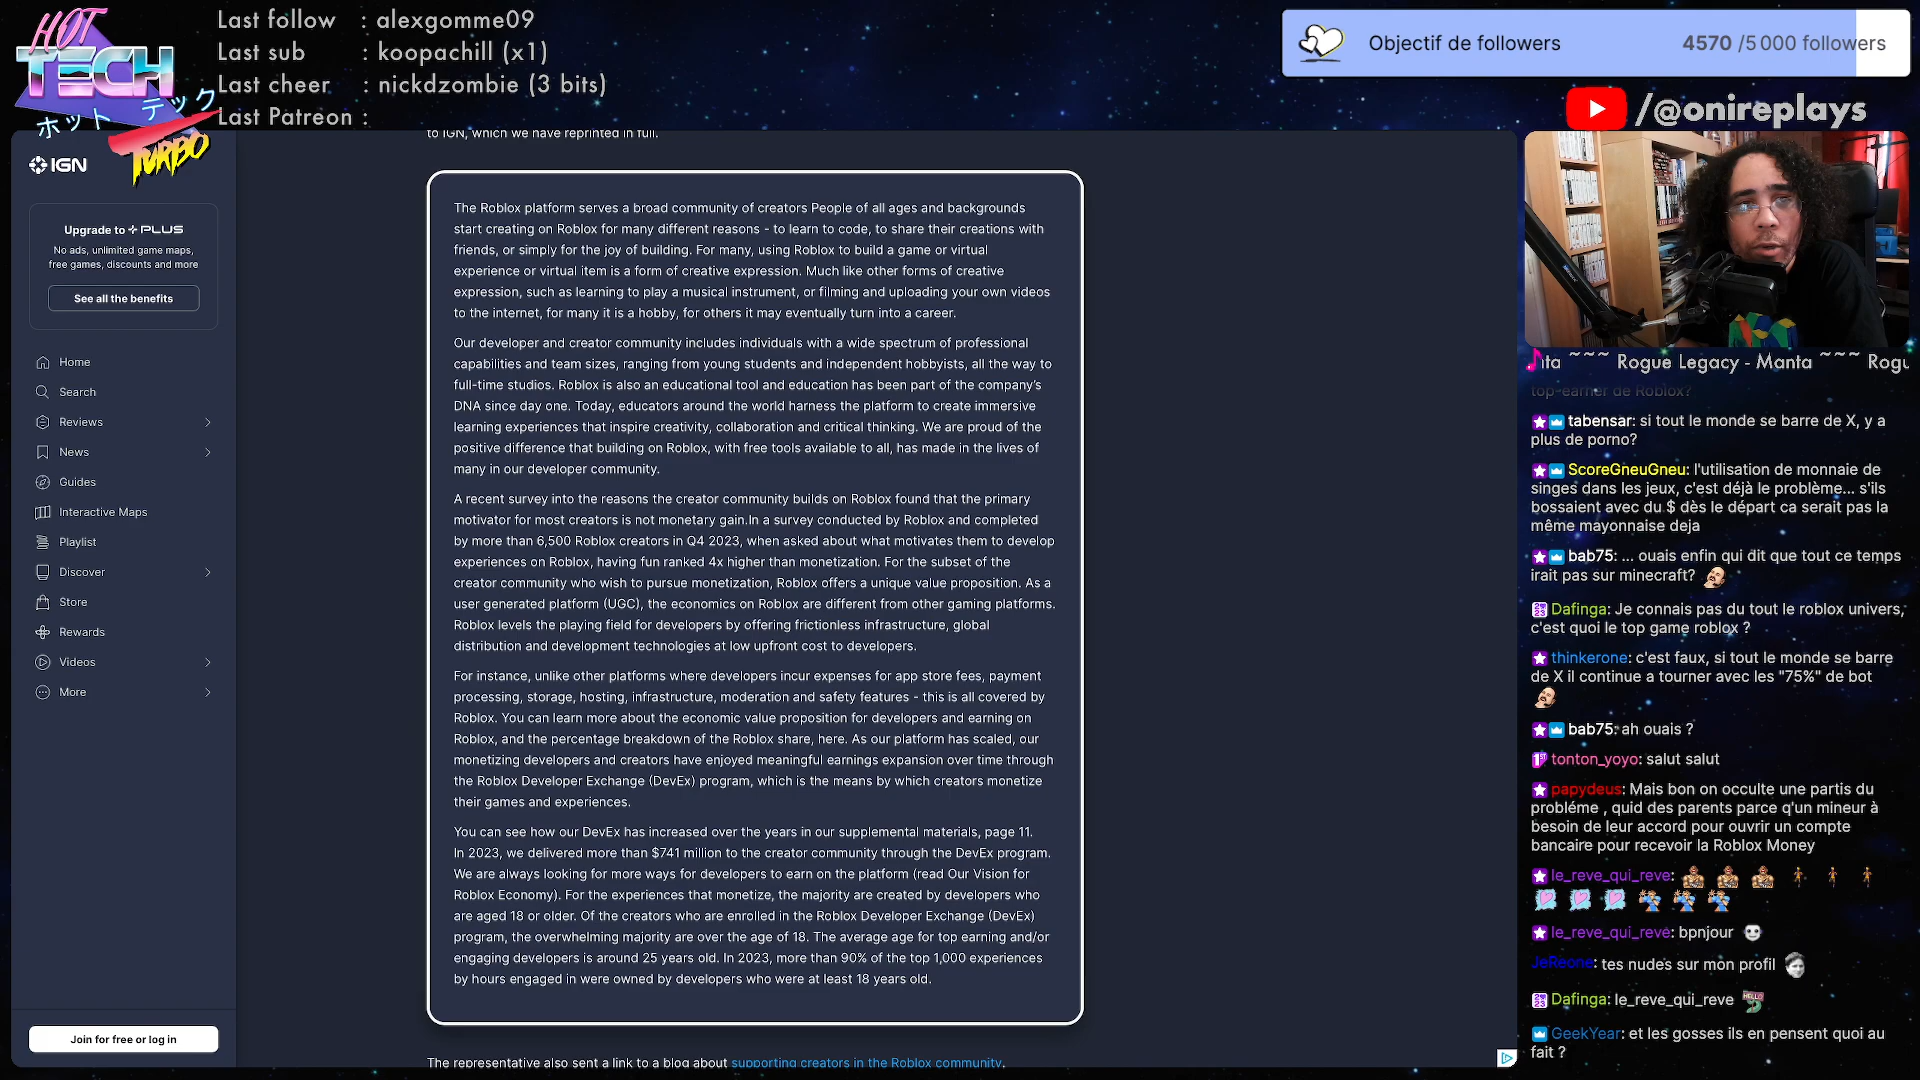 HOT
TECH
ホット テック
TURBO
Last follow : alexgomme09
Last sub : koopachill (x1)
Last cheer : nickdzombie (3 bits)
Last Patreon :
Objectif de followers 4570 /5 000 followers
/@onireplays
IGN
Upgrade to PLUS
No ads, unlimited game maps,
free games, discounts and more
See all the benefits
Home
Search
Reviews
News
Guides
Interactive Maps
Playlist
Discover
Store
Rewards
Videos
More
Join for free or log in
to IGN, which we have reprinted in full.
The Roblox platform serves a broad community of creators People of all ages and backgrounds
start creating on Roblox for many different reasons - to learn to code, to share their creations with
friends, or simply for the joy of building. For many, using Roblox to build a game or virtual
experience or virtual item is a form of creative expression. Much like other forms of creative
expression, such as learning to play a musical instrument, or filming and uploading your own videos
to the internet, for many it is a hobby, for others it may eventually turn into a career.
Our developer and creator community includes individuals with a wide spectrum of professional
capabilities and team sizes, ranging from young students and independent hobbyists, all the way to
full-time studios. Roblox is also an educational tool and education has been part of the company's
DNA since day one. Today, educators around the world harness the platform to create immersive
learning experiences that inspire creativity, collaboration and critical thinking. We are proud of the
positive difference that building on Roblox, with free tools available to all, has made in the lives of
many in our developer community.
A recent survey into the reasons the creator community builds on Roblox found that the primary
motivator for most creators is not monetary gain.In a survey conducted by Roblox and completed
by more than 6,500 Roblox creators in Q4 2023, when asked about what motivates them to develop
experiences on Roblox, having fun ranked 4x higher than monetization. For the subset of the
creator community who wish to pursue monetization, Roblox offers a unique value proposition. As a
user generated platform (UGC), the economics on Roblox are different from other gaming platforms.
Roblox levels the playing field for developers by offering frictionless infrastructure, global
distribution and development technologies at low upfront cost to developers.
For instance, unlike other platforms where developers incur expenses for app store fees, payment
processing, storage, hosting, infrastructure, moderation and safety features - this is all covered by
Roblox. You can learn more about the economic value proposition for developers and earning on
Roblox, and the percentage breakdown of the Roblox share, here. As our platform has scaled, our
monetizing developers and creators have enjoyed meaningful earnings expansion over time through
the Roblox Developer Exchange (DevEx) program, which is the means by which creators monetize
their games and experiences.
You can see how our DevEx has increased over the years in our supplemental materials, page 11.
In 2023, we delivered more than $741 million to the creator community through the DevEx program.
We are always looking for more ways for developers to earn on the platform (read Our Vision for
Roblox Economy). For the experiences that monetize, the majority are created by developers who
are aged 18 or older. Of the creators who are enrolled in the Roblox Developer Exchange (DevEx)
program, the overwhelming majority are over the age of 18. The average age for top earning and/or
engaging developers is around 25 years old. In 2023, more than 90% of the top 1,000 experiences
by hours engaged in were owned by developers who were at least 18 years old.
The representative also sent a link to a blog about supporting creators in the Roblox community.
nta ~~~ Rogue Legacy - Manta ~~~ Rogu
top-earner de Roblox?
tabensar: si tout le monde se barre de X, y a
plus de porno?
ScoreGneuGneu: l'utilisation de monnaie de
singes dans les jeux, c'est déjà le problème... s'ils
bossaient avec du $ dès le départ ca serait pas la
même mayonnaise deja
bab75: ... ouais enfin qui dit que tout ce temps
irait pas sur minecraft?
Dafinga: Je connais pas du tout le roblox univers,
c'est quoi le top game roblox ?
thinkerone: c'est faux, si tout le monde se barre
de X il continue a tourner avec les "75%" de bot
bab75: ah ouais ?
tonton_yoyo: salut salut
papydeus: Mais bon on occulte une partis du
probléme , quid des parents parce q'un mineur à
besoin de leur accord pour ouvrir un compte
bancaire pour recevoir la Roblox Money
le_reve_qui_reve:
le_reve_qui_reve: bpnjour
JeReone: tes nudes sur mon profil
Dafinga: le_reve_qui_reve HELLO
GeekYear: et les gosses ils en pensent quoi au
fait ?